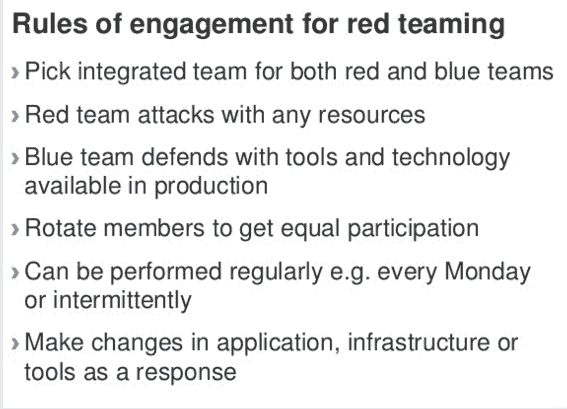 Rules of engagement for red teaming
› Pick integrated team for both red and blue teams
› Red team attacks with any resources
› Blue team defends with tools and technology
available in production
› Rotate members to get equal participation
› Can be performed regularly e.g. every Monday
or intermittently
› Make changes in application, infrastructure or
tools as a response